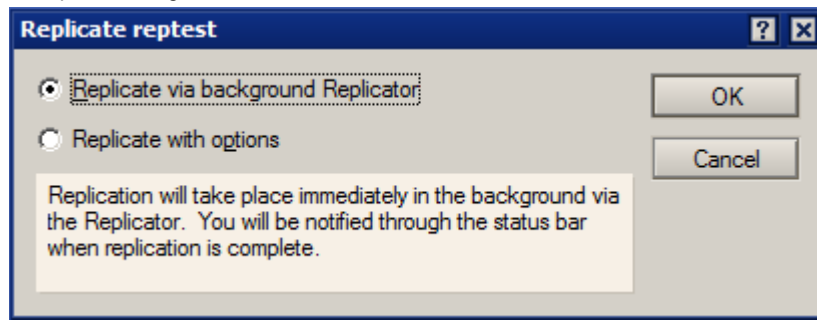 Replicate reptest
Replicate via background Replicator
OK
Replicate with options
Cancel
Replication will take place immediately in the background via
the Replicator.  You will be notified through the status bar
when replication is complete.